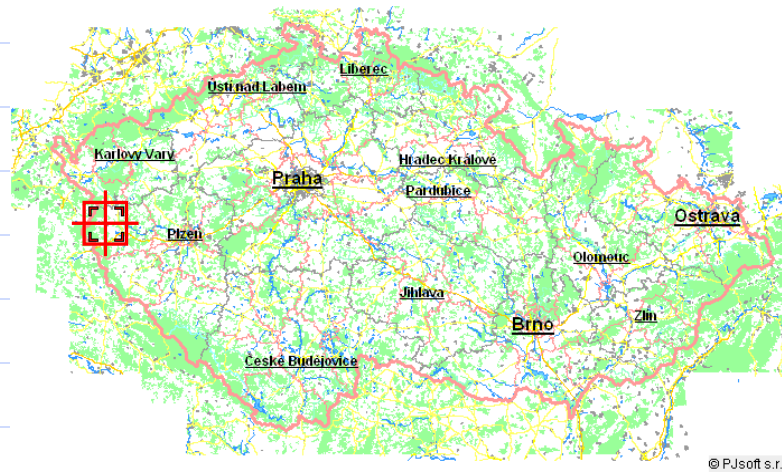 Liberec
Ústí nad Labem
Karlovy Vary
Hradec Králové
Praha
Pardubice
Ostrava
Plzeň
Olomouc
Jihlava
Zlín
Brno
České Budějovice
© PJsoft s.r.